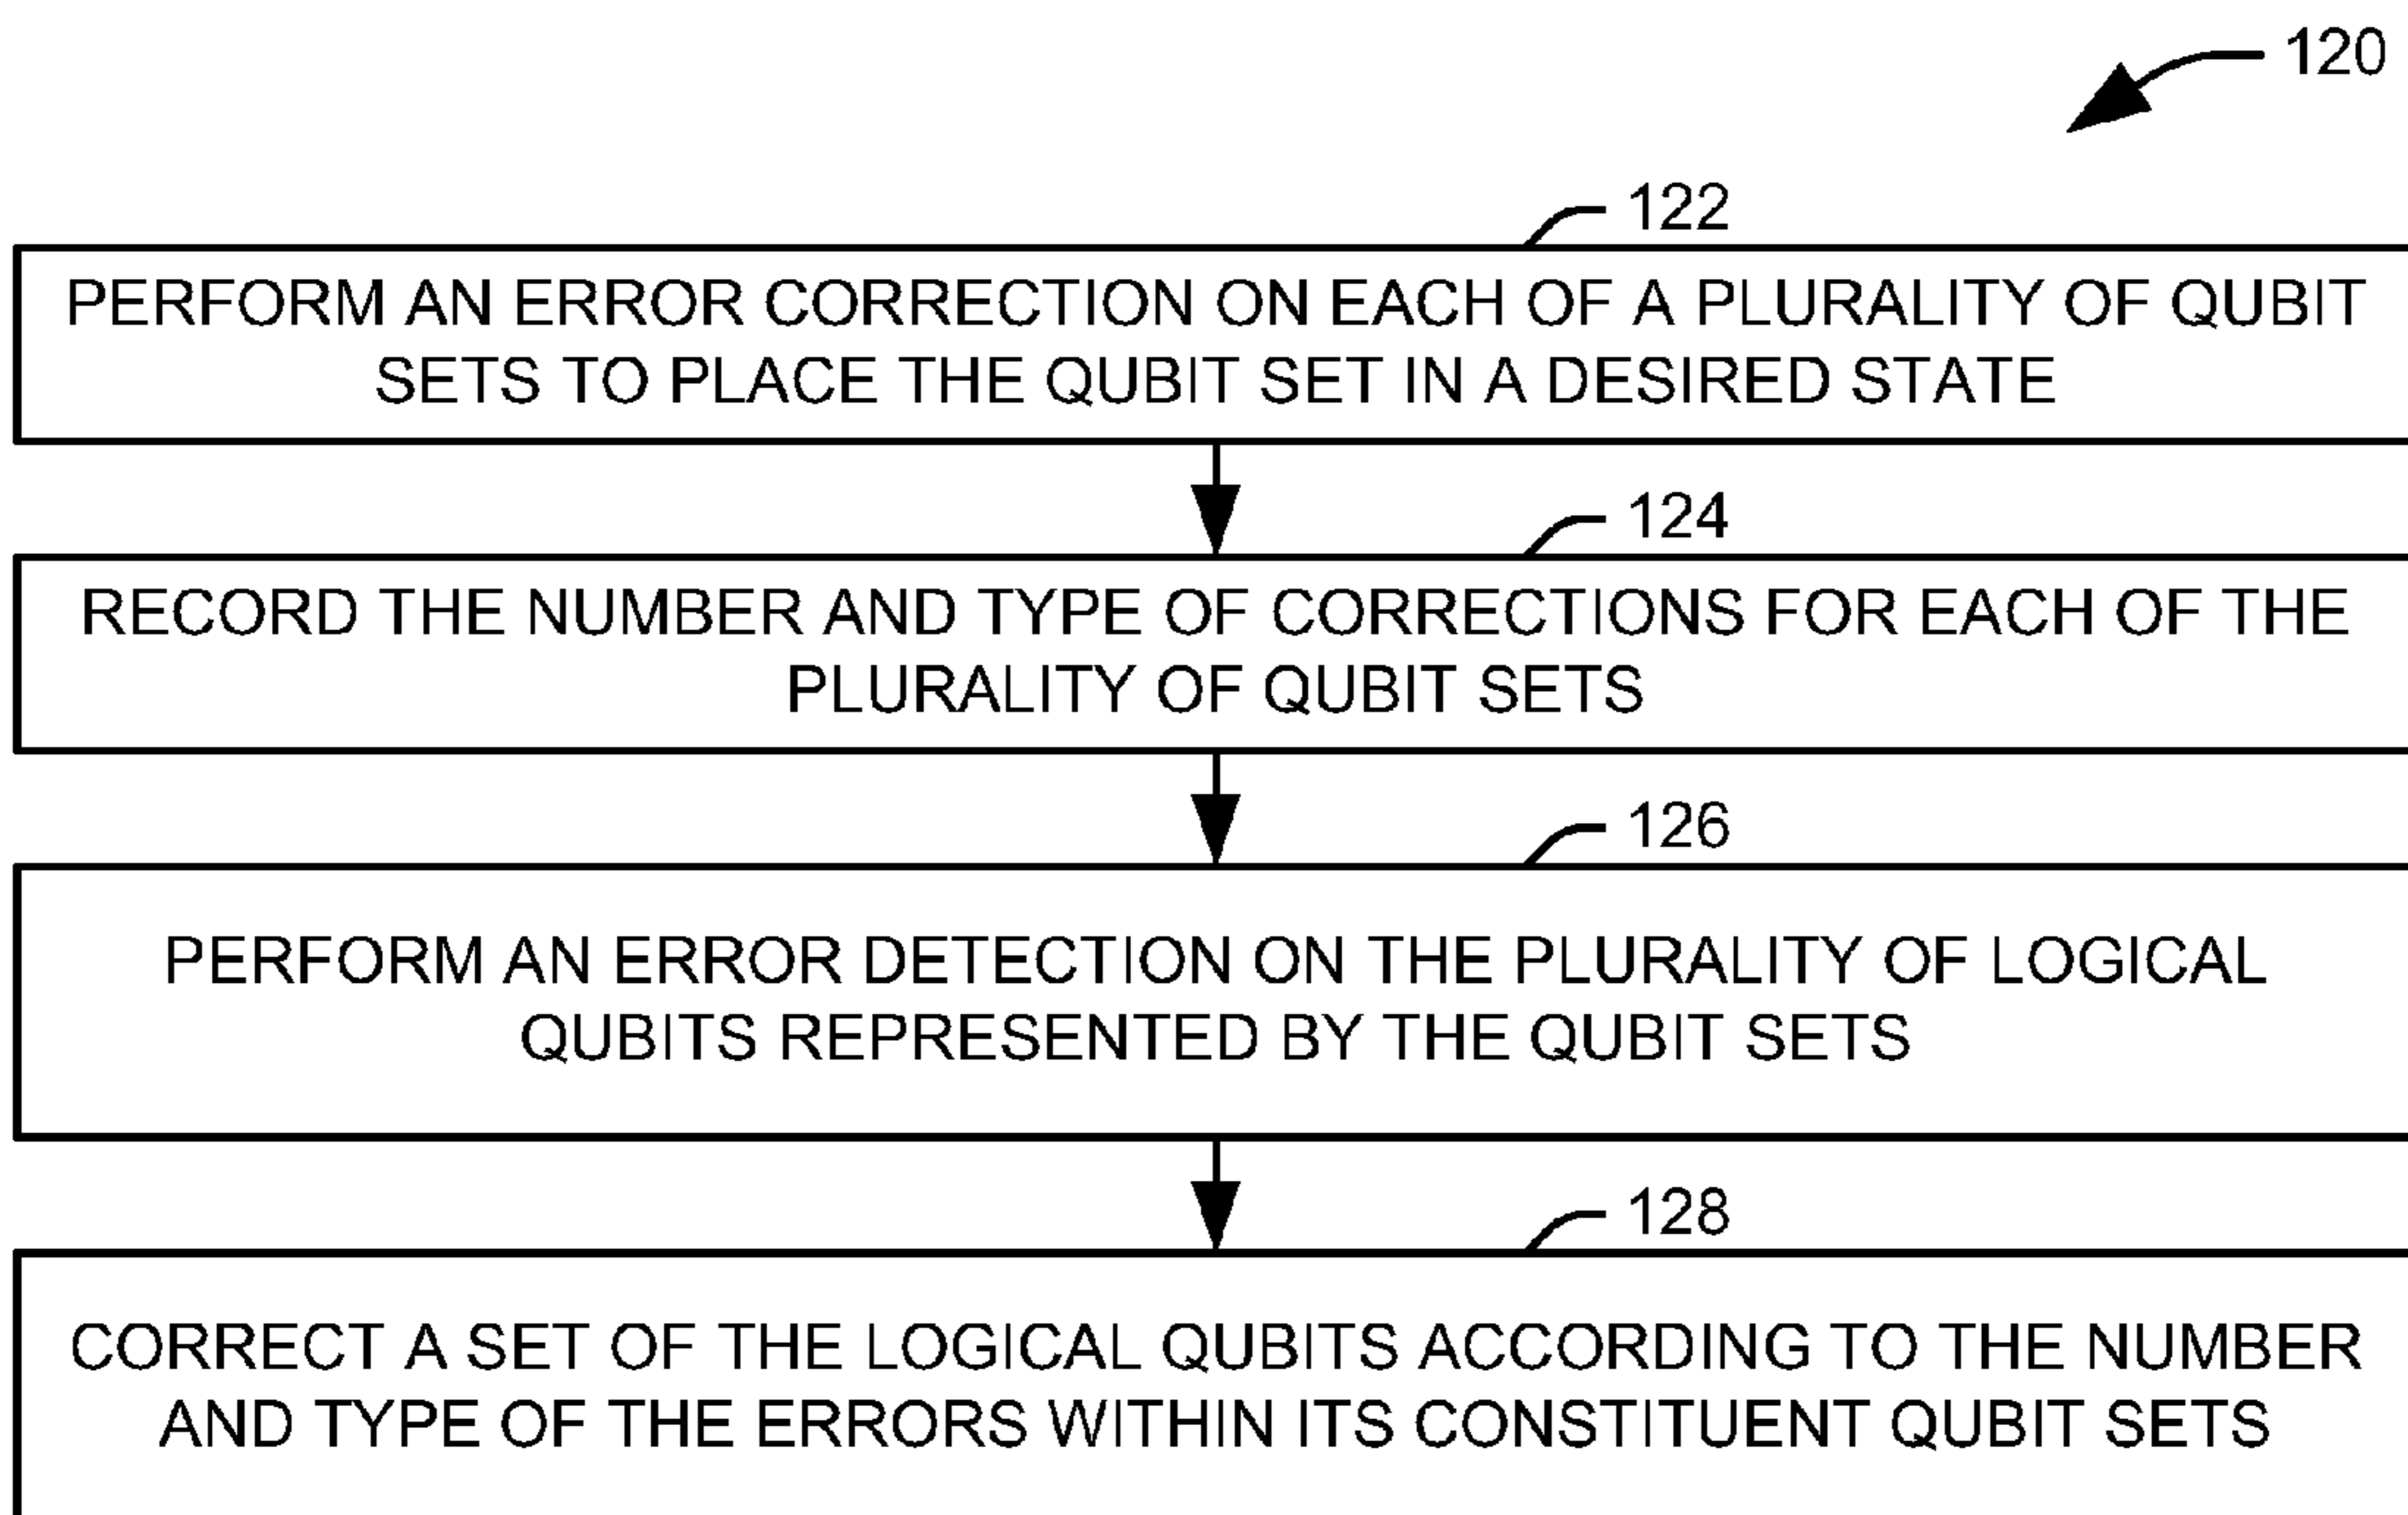 120
122
PERFORM AN ERROR CORRECTION ON EACH OF A PLURALITY OF QUBIT
SETS TO PLACE THE QUBIT SET IN A DESIRED STATE
124
RECORD THE NUMBER AND TYPE OF CORRECTIONS FOR EACH OF THE
PLURALITY OF QUBIT SETS
126
PERFORM AN ERROR DETECTION ON THE PLURALITY OF LOGICAL
QUBITS REPRESENTED BY THE QUBIT SETS
128
CORRECT A SET OF THE LOGICAL QUBITS ACCORDING TO THE NUMBER
AND TYPE OF THE ERRORS WITHIN ITS CONSTITUENT QUBIT SETS